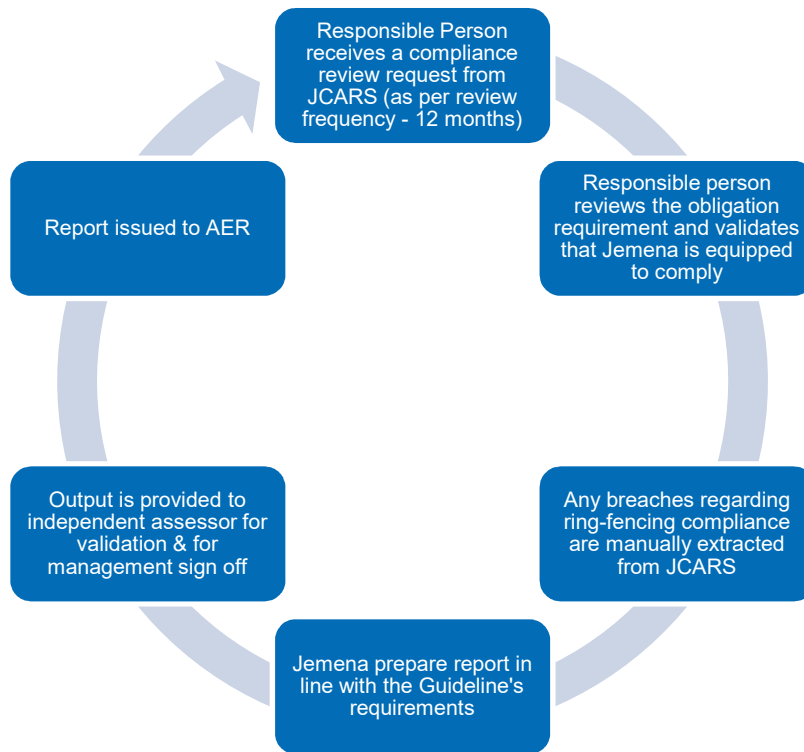 Responsible Person
receives a compliance
review request from
JCARS (as per review
frequency - 12 months)
Responsible person
reviews the obligation
requirement and validates
that Jemena is equipped
to comply
Any breaches regarding
ring-fencing compliance
are manually extracted
from JCARS
Jemena prepare report in
line with the Guideline's
requirements
Output is provided to
independent assessor for
validation & for
management sign off
Report issued to AER